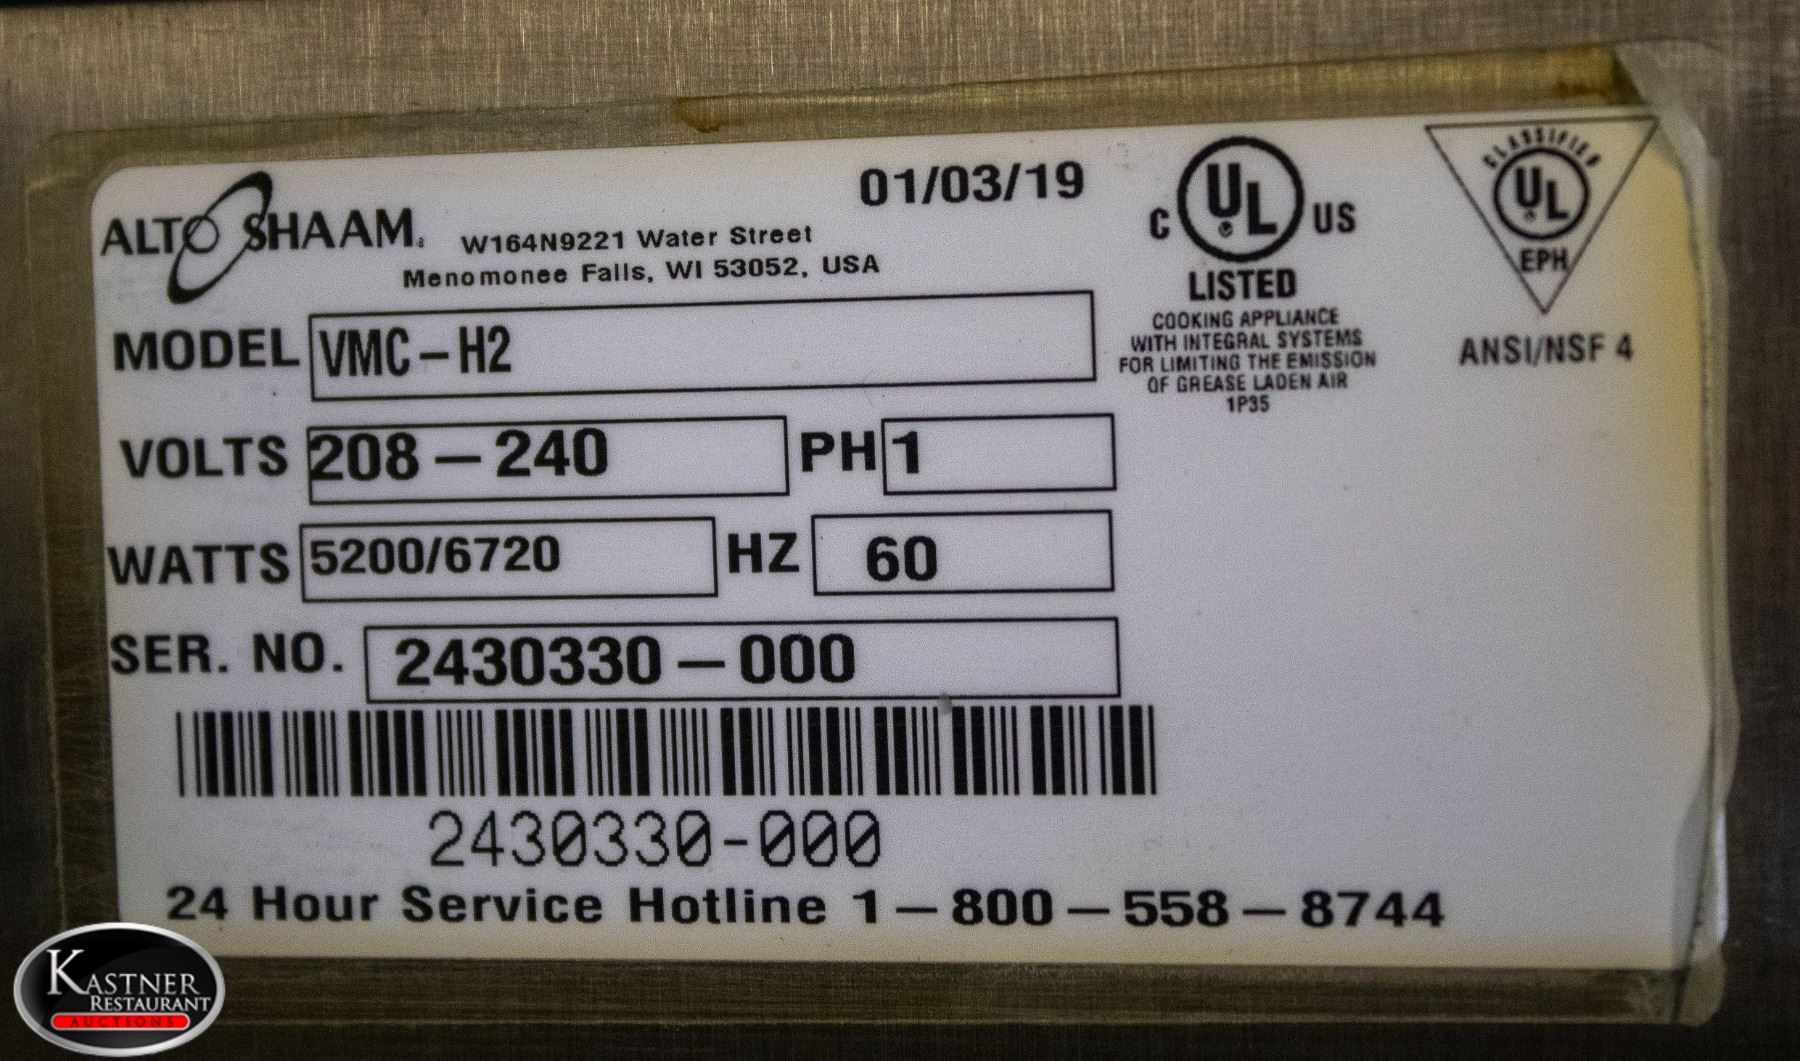 ALTO SHAAM.
01/03/19
W164N9221 Water Street
Menomonee Falls, WI 53052, USA
C UL US
LISTED
COOKING APPLIANCE
WITH INTEGRAL SYSTEMS
FOR LIMITING THE EMISSION
OF GREASE LADEN AIR
1P35
CLASSIFIED
UL
EPH
ANSI/NSF 4
MODEL VMC-H2
VOLTS 208-240 PH 1
WATTS 5200/6720 HZ 60
SER. NO. 2430330-000
2430330-000
24 Hour Service Hotline 1-800-558-8744
KASTNER
RESTAURANT
AUCTIONS